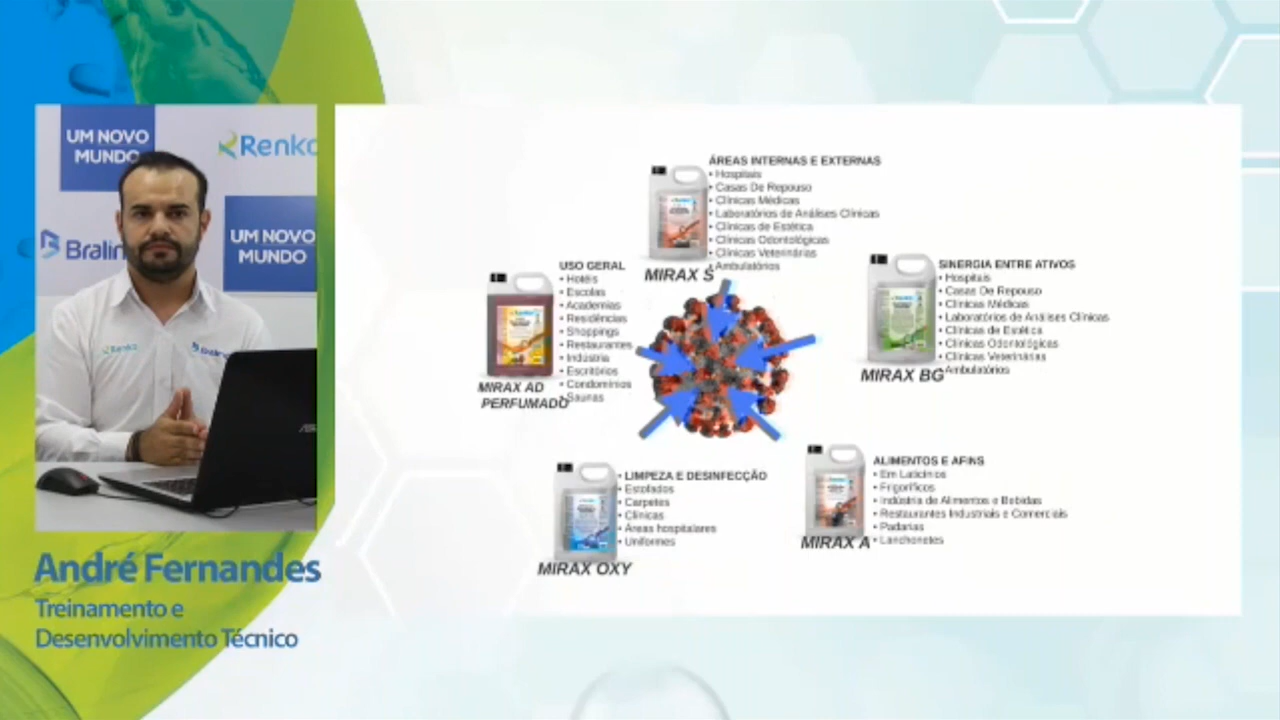 UM NOVO
MUNDO
Renko
Bralim
UM NOVO
MUNDO
Renko
Bralim
André Fernandes
Treinamento e
Desenvolvimento Técnico
ÁREAS INTERNAS E EXTERNAS
• Hospitais
• Casas De Repouso
• Clínicas Médicas
• Laboratórios de Análises Clínicas
• Clínicas de Estética
• Clínicas Odontológicas
• Clínicas Veterinárias
• Ambulatórios
MIRAX S
USO GERAL
• Hotéis
• Escolas
• Academias
• Residências
• Shoppings
• Restaurantes
• Indústria
• Escritórios
• Condomínios
• Saunas
MIRAX AD
PERFUMADO
SINERGIA ENTRE ATIVOS
• Hospitais
• Casas De Repouso
• Clínicas Médicas
• Laboratórios de Análises Clínicas
• Clínicas de Estética
• Clínicas Odontológicas
• Clínicas Veterinárias
• Ambulatórios
MIRAX BG
• LIMPEZA E DESINFECÇÃO
• Estofados
• Carpetes
• Clínicas
• Áreas hospitalares
• Uniformes
MIRAX OXY
ALIMENTOS E AFINS
• Em Laticínios
• Frigoríficos
• Indústria de Alimentos e Bebidas
• Restaurantes Industriais e Comerciais
• Padarias
• Lanchonetes
MIRAX A